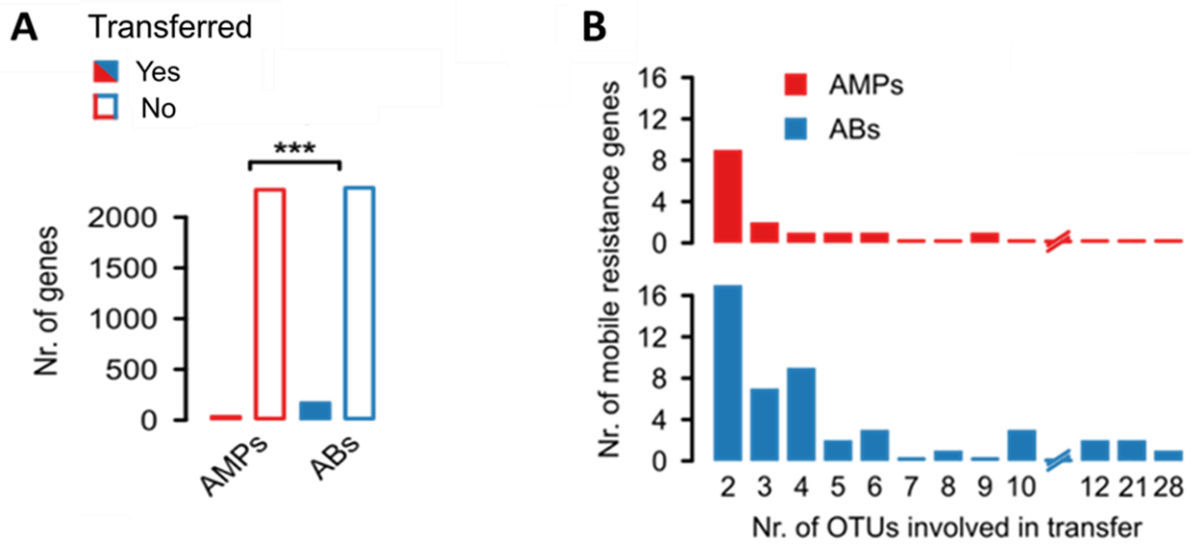 A
Transferred
Yes
No
***
Nr. of genes
2000
1500
1000
500
0
AMPs
ABs
B
AMPs
ABs
Nr. of mobile resistance genes
16
12
8
4
0
16
12
8
4
0
2 3 4 5 6 7 8 9 10 12 21 28
Nr. of OTUs involved in transfer